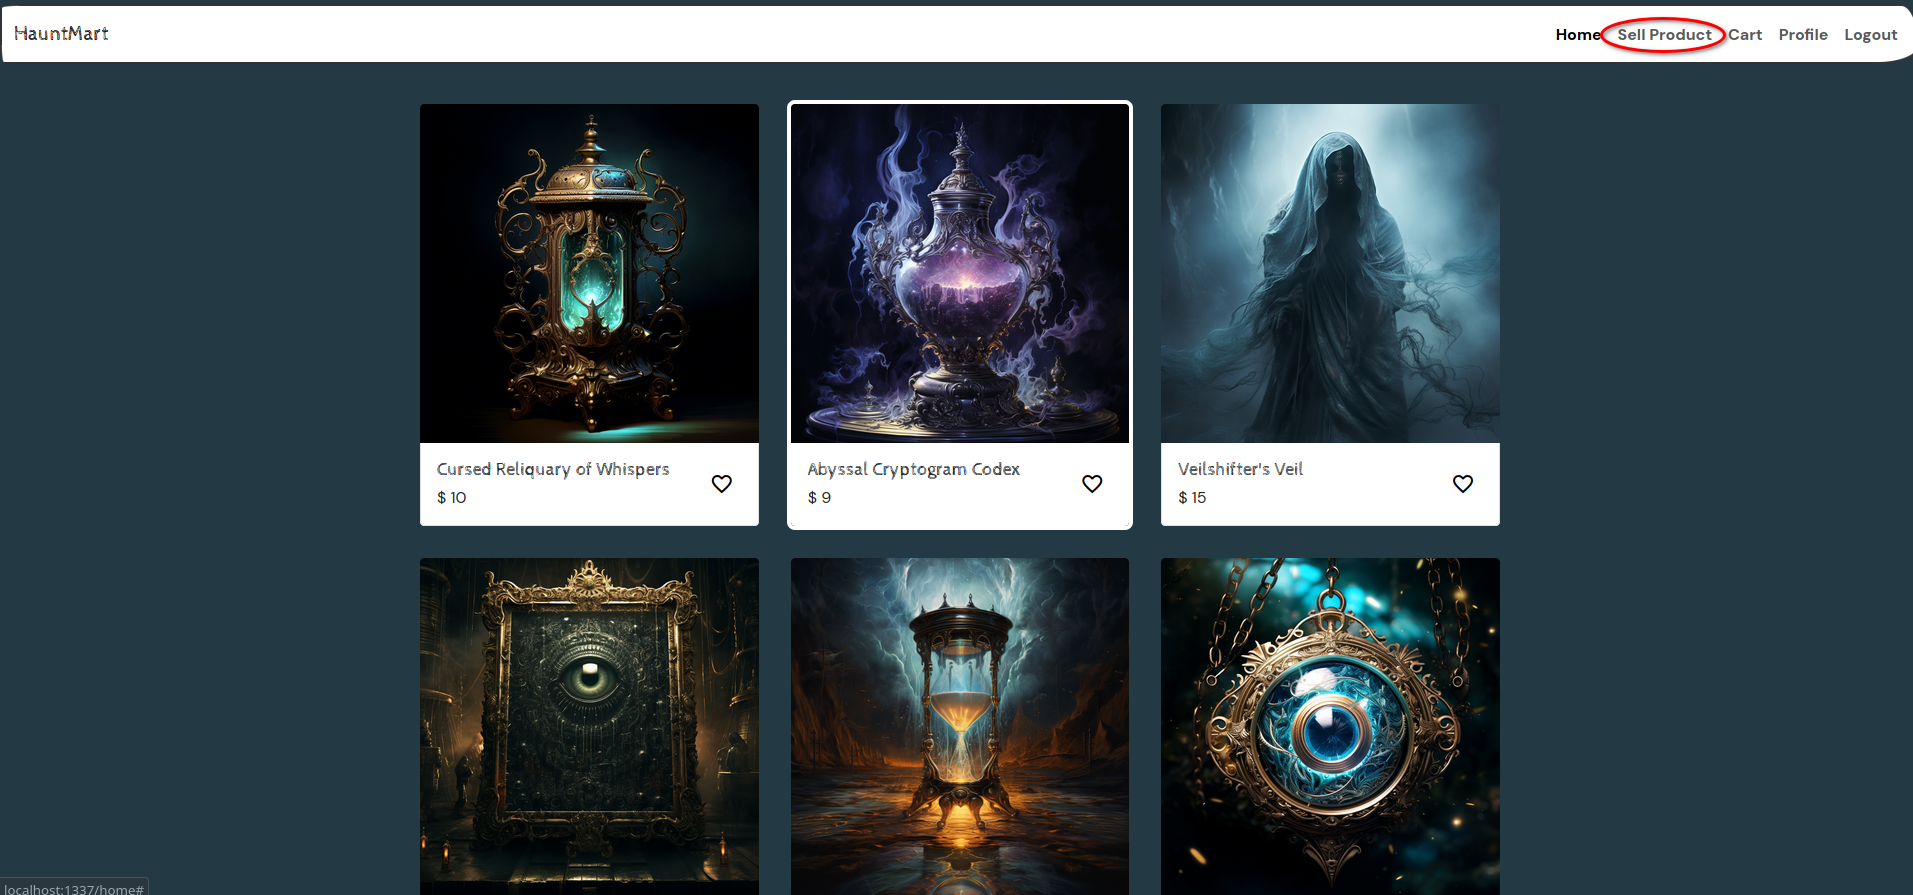 HauntMart
Home Sell Product Cart Profile Logout
Cursed Reliquary of Whispers
$ 10
Abyssal Cryptogram Codex
$ 9
Veilshifter's Veil
$ 15
localhost:1337/home#